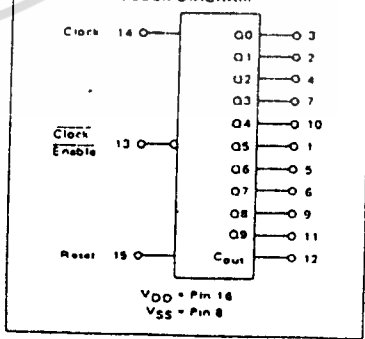 Clock 14 Q0 3
Q1 2
Q2 4
Q3 7
Q4 10
Clock Enable 13 Q5 1
Q6 5
Q7 6
Q8 9
Q9 11
Reset 15 Cout 12
VDD = Pin 16
VSS = Pin 8